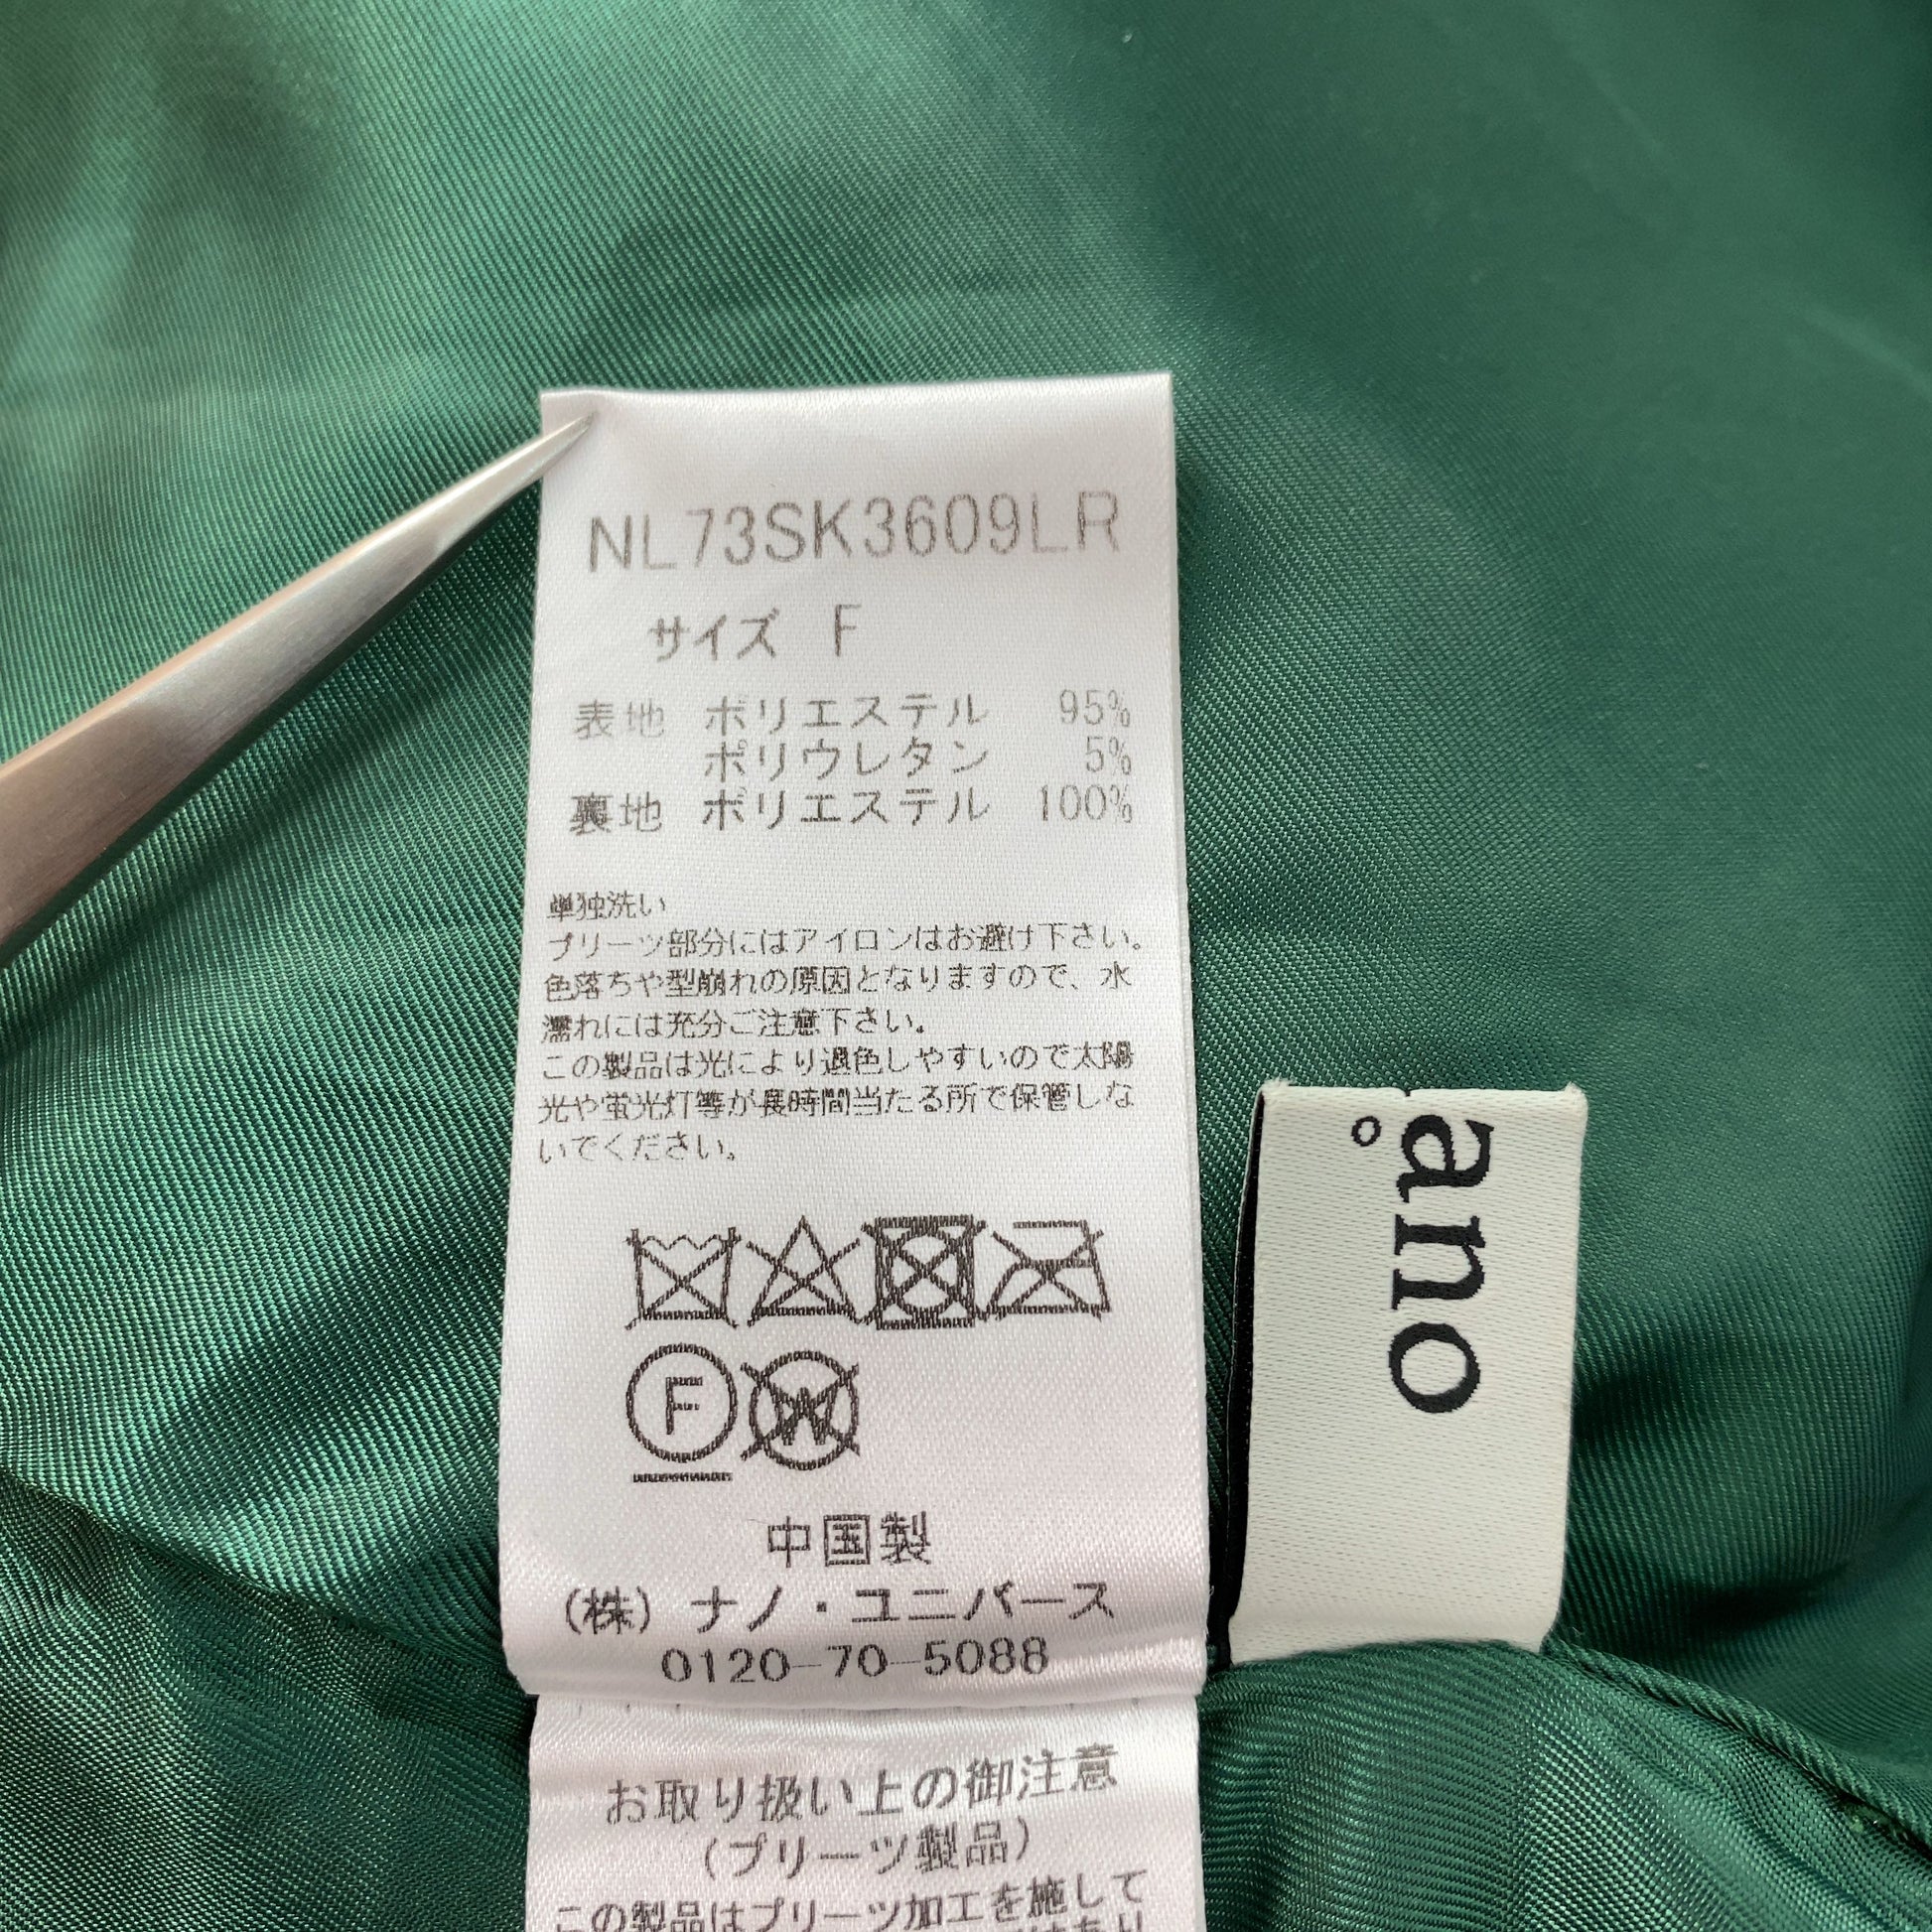 NL73SK3609LR
サイズ F
表地 ポリエステル 95%
ポリウレタン 5%
裏地 ポリエステル 100%
単独洗い
プリーツ部分にはアイロンはお避け下さい。
色落ちや型崩れの原因となりますので、水
濡れには充分ご注意下さい。
この製品は光により退色しやすいので太陽
光や蛍光灯等が長時間当たる所で保管しな
いでください。
F W
中国製
(株) ナノ・ユニバース
0120-70-5088
お取り扱い上の御注意
(プリーツ製品)
この製品はプリーツ加工を施して
ano